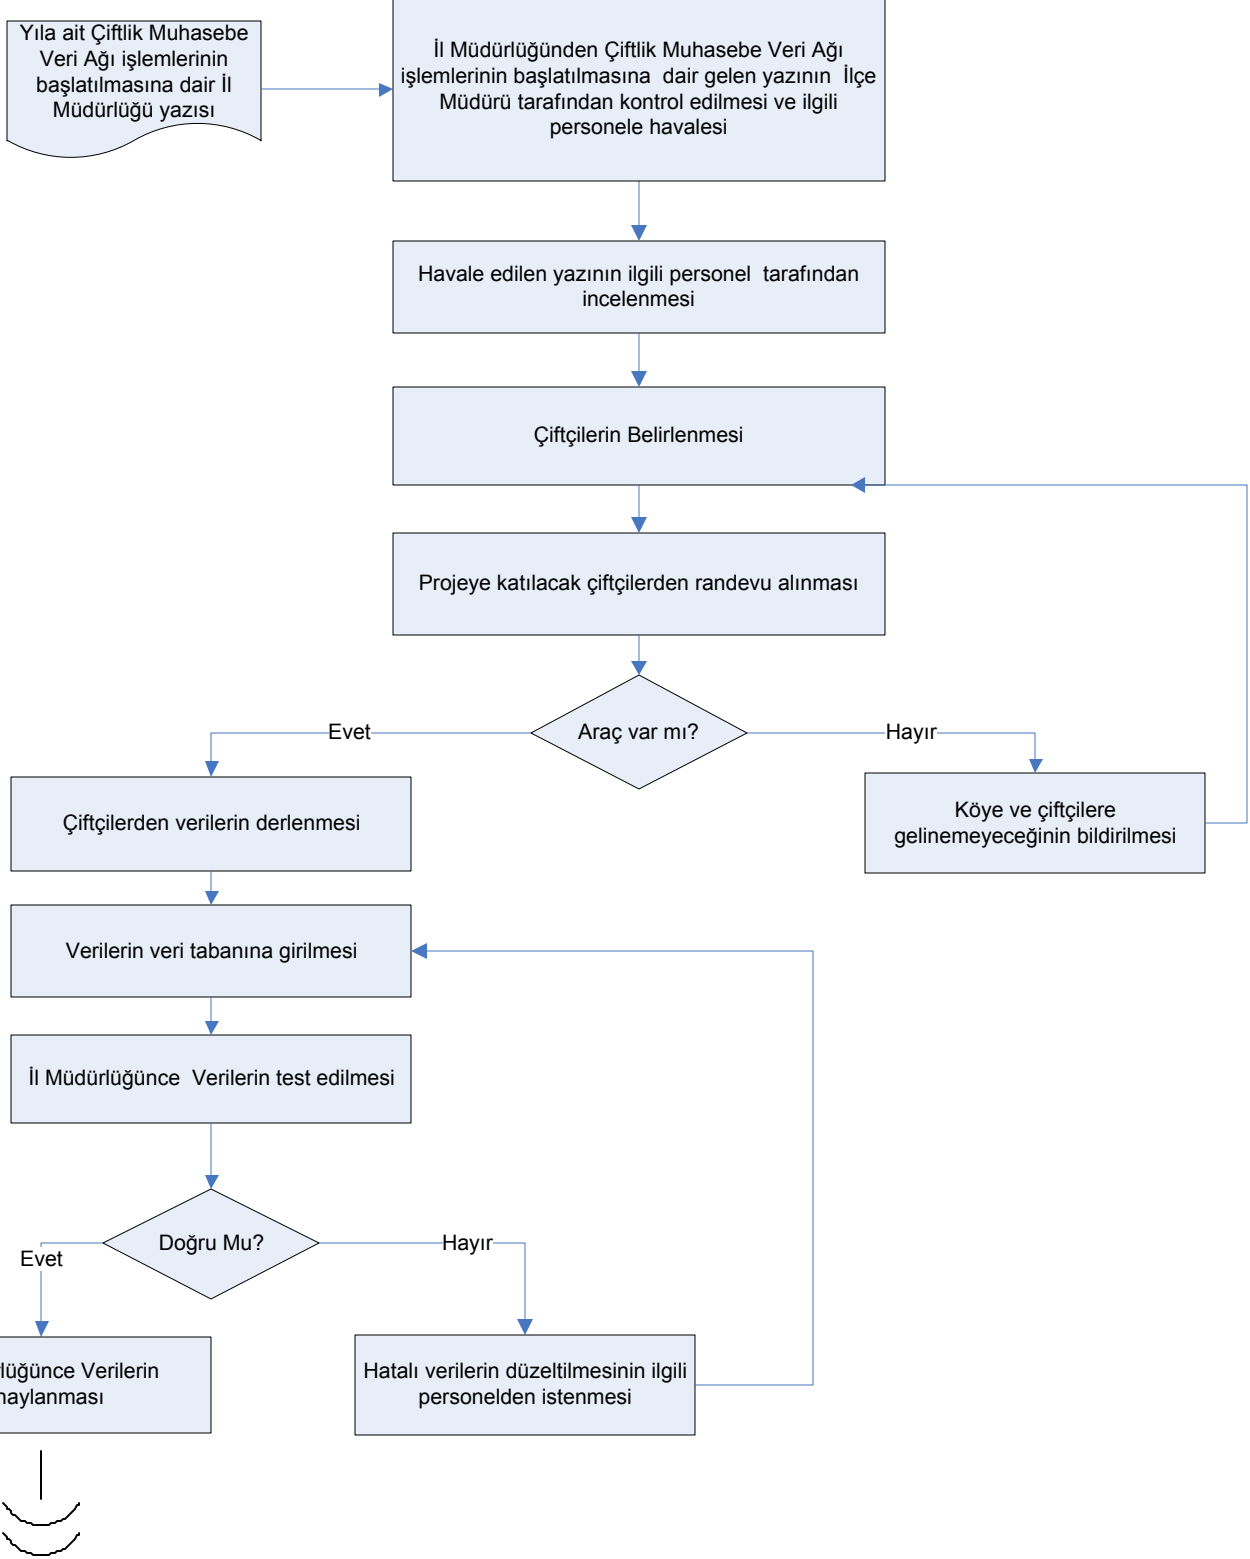 Yıla ait Çiftlik Muhasebe
Veri Ağı işlemlerinin
başlatılmasına dair İl
Müdürlüğü yazısı
İl Müdürlüğünden Çiftlik Muhasebe Veri Ağı
işlemlerinin başlatılmasına dair gelen yazının İlçe
Müdürü tarafından kontrol edilmesi ve ilgili
personele havalesi
Havale edilen yazının ilgili personel tarafından
incelenmesi
Çiftçilerin Belirlenmesi
Projeye katılacak çiftçilerden randevu alınması
Araç var mı?
Evet
Hayır
Çiftçilerden verilerin derlenmesi
Köye ve çiftçilere
gelinemeyeceğinin bildirilmesi
Verilerin veri tabanına girilmesi
İl Müdürlüğünce Verilerin test edilmesi
Doğru Mu?
Evet
Hayır
lüğünce Verilerin
naylanması
Hatalı verilerin düzeltilmesinin ilgili
personelden istenmesi